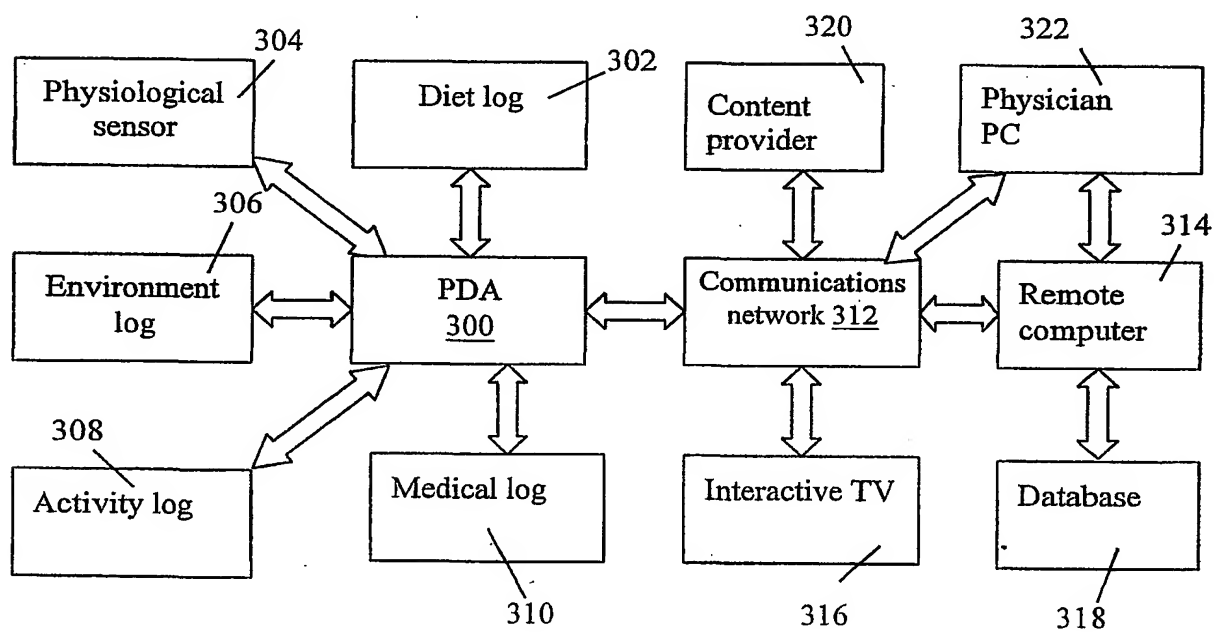 304
Physiological
sensor
302
Diet log
320
Content
provider
322
Physician
PC
306
Environment
log
PDA
300
Communications
network 312
314
Remote
computer
308
Activity log
Medical log
310
Interactive TV
316
Database
318